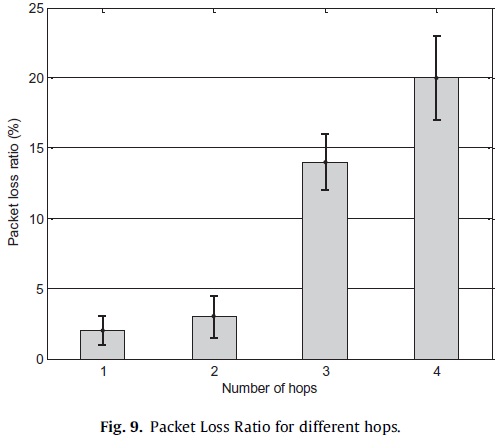 25
20
15
10
5
0
Packet loss ratio (%)
1 2 3 4
Number of hops
Fig. 9. Packet Loss Ratio for different hops.